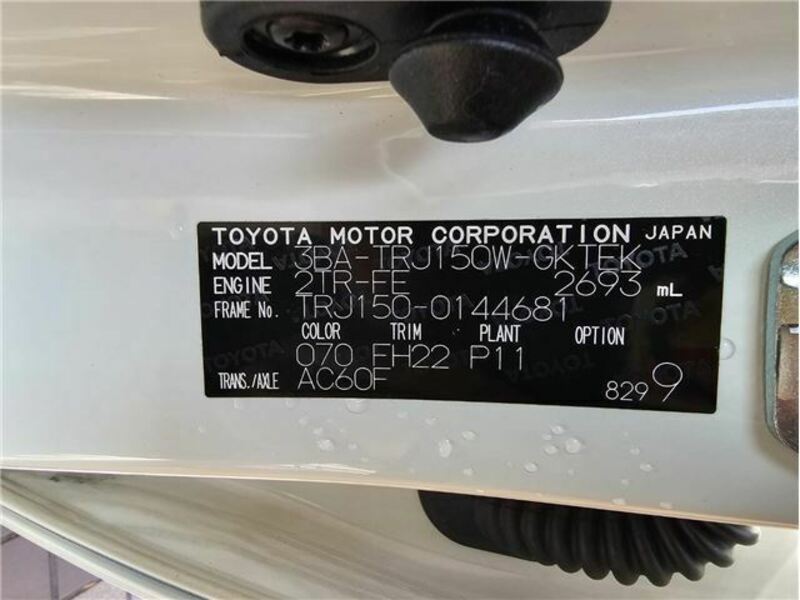 TOYOTA MOTOR CORPORATION JAPAN
MODEL 3BA-TRJ150W-GKTEK
ENGINE 2TR-FE 2693 mL
FRAME No. TRJ150-0144681
COLOR TRIM PLANT OPTION
070 FH22 P11
TRANS./AXLE AC60F
829 9